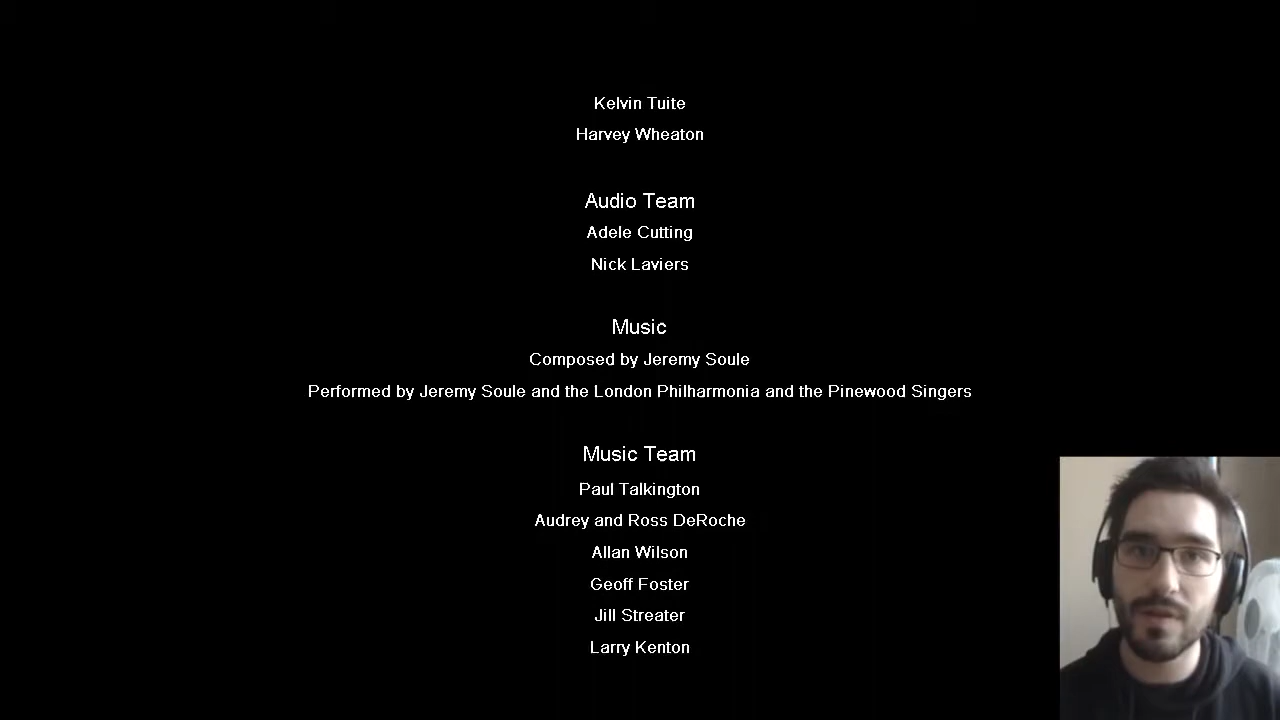 Kelvin Tuite
Harvey Wheaton
Audio Team
Adele Cutting
Nick Laviers
Music
Composed by Jeremy Soule
Performed by Jeremy Soule and the London Philharmonia and the Pinewood Singers
Music Team
Paul Talkington
Audrey and Ross DeRoche
Allan Wilson
Geoff Foster
Jill Streater
Larry Kenton